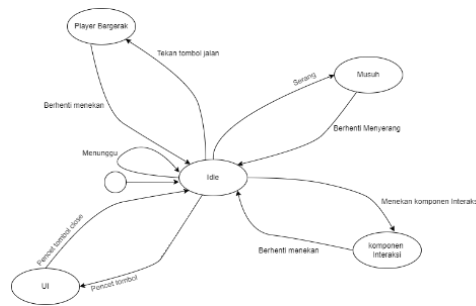 Player Bergerak
Tekan tombol jalan
Serang
Musuh
Berhenti menekan
Berhenti Menyerang
Menunggu
Idle
Menekan komponen Interaksi
Pencet tombol close
Berhenti menekan
komponen
Interaksi
Pencet tombol
UI